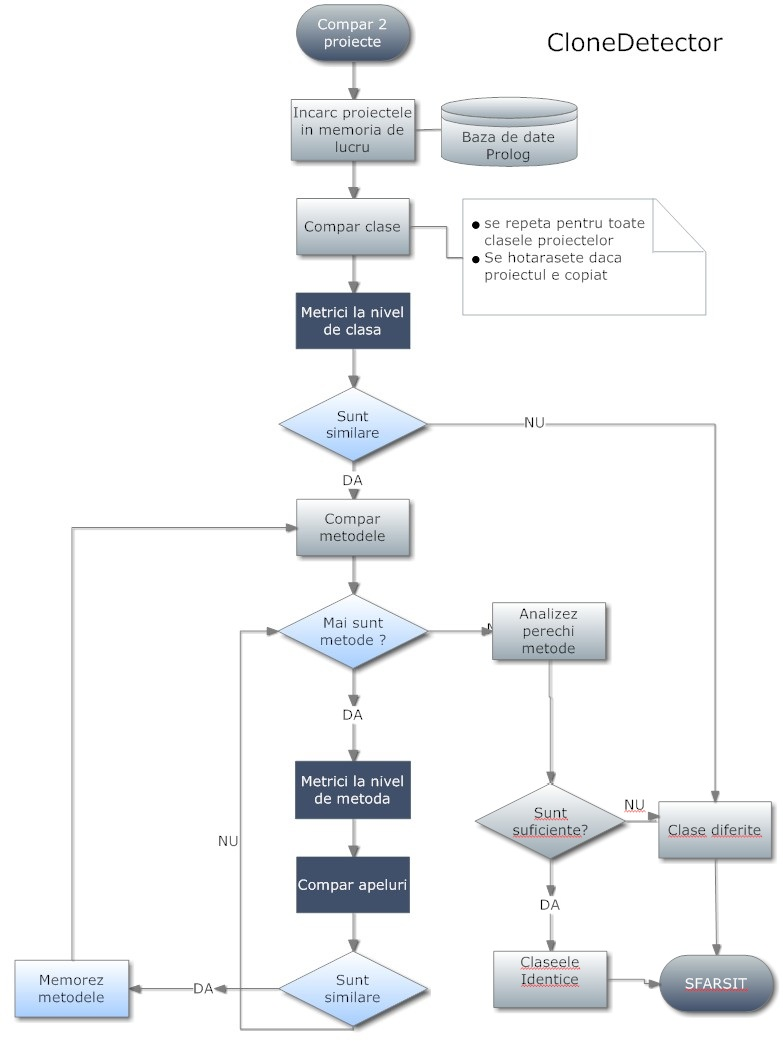 Compar 2
proiecte
CloneDetector
Incarc proiectele
in memoria de
lucru
Baza de date
Prolog
Compar clase
se repeta pentru toate
clasele proiectelor
Se hotaraseste daca
proiectul e copiat
Metrici la nivel
de clasa
Sunt
similare
NU
DA
Compar
metodele
Mai sunt
metode ?
Analizez
perechi
metode
DA
Metrici la nivel
de metoda
Sunt
suficiente?
NU
Clase diferite
NU
Compar apeluri
DA
Claseele
Identice
Memorez
metodele
DA
Sunt
similare
SFARSIT